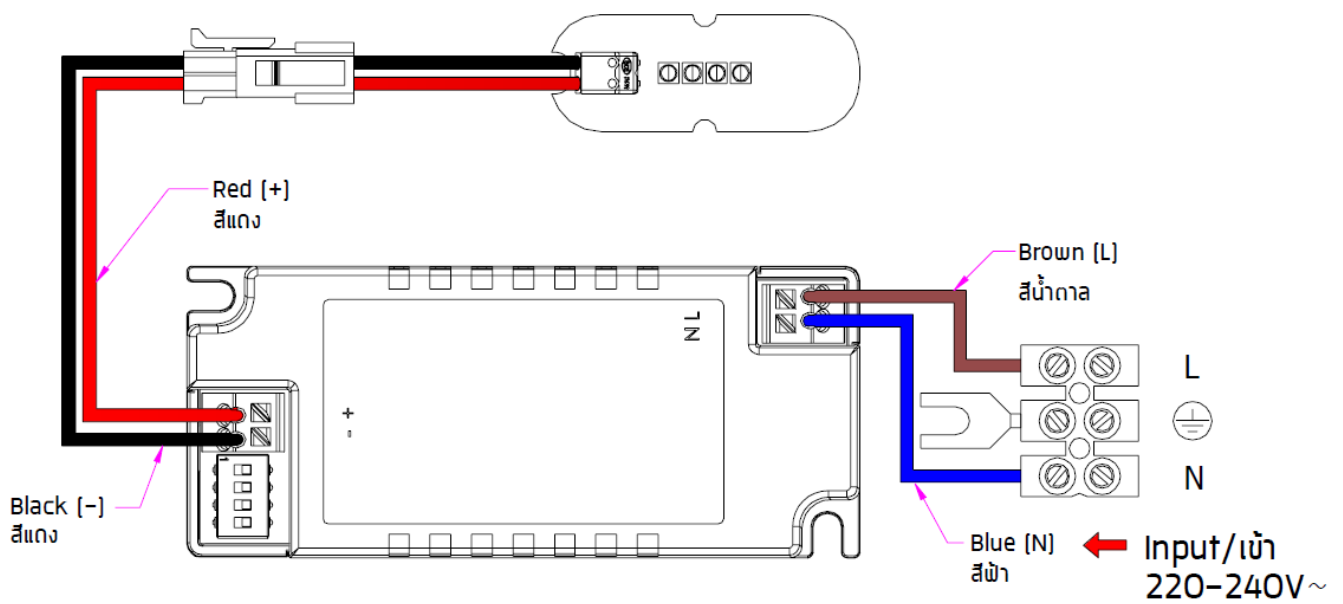 Red (+)
สีแดง
Brown (L)
สีน้ำตาล
N L
L
+
-
1
N
Black (-)
สีแดง
Blue (N)
สีฟ้า
Input/เข้า
220-240V~